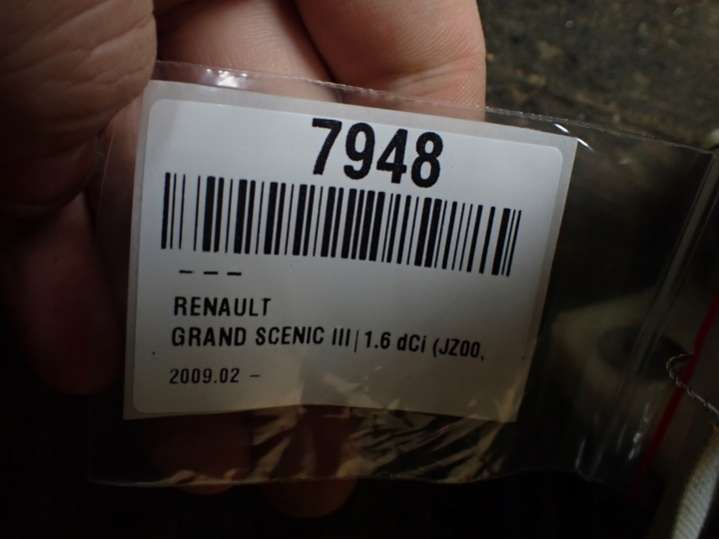 7948
---
RENAULT
GRAND SCENIC III|1.6 dCi (JZ00,
2009.02 -